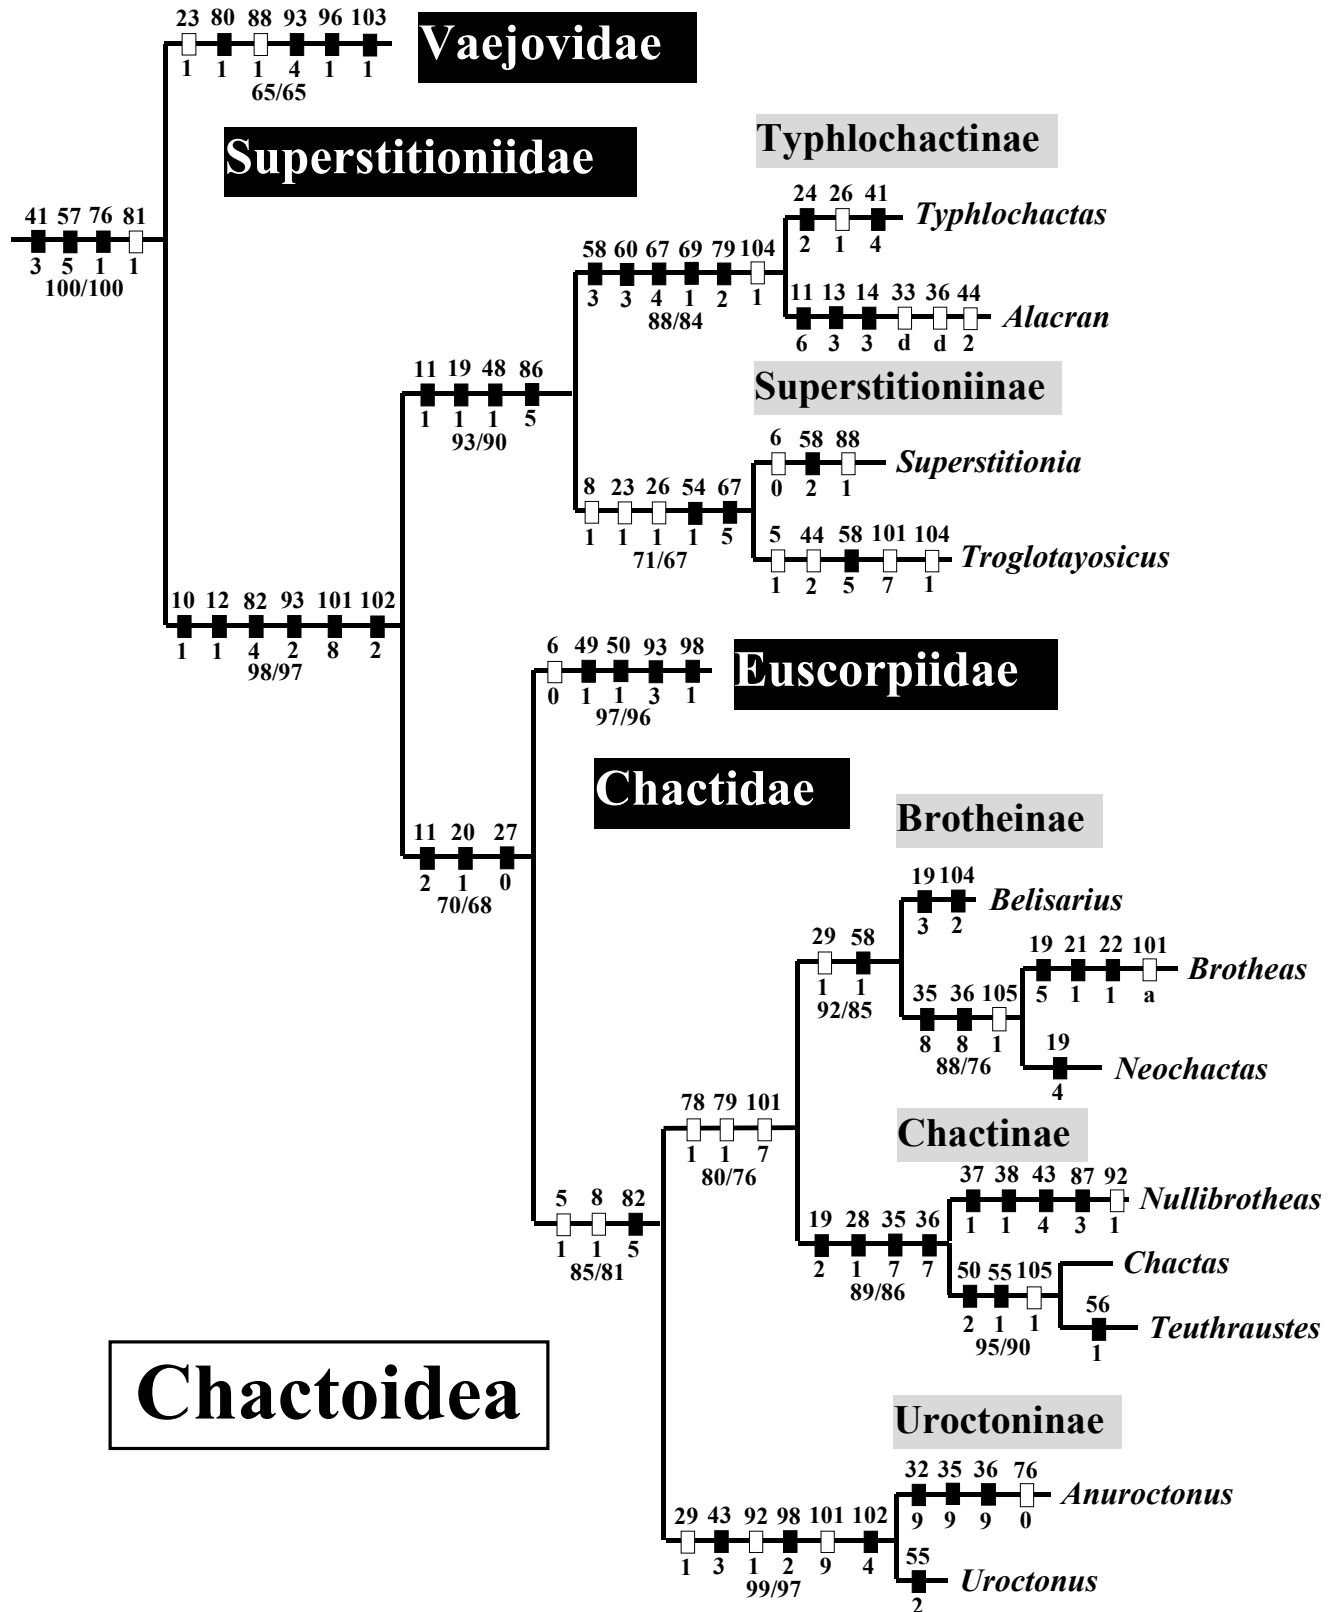 23 80 88 93 96 103
1 1 1 4 1 1
65/65
Vaejovidae
Superstitioniidae
41 57 76 81
3 5 1 1
100/100
Typhlochactinae
24 26 41
2 1 4
Typhlochactas
58 60 67 69 79 104
3 3 4 1 2 1
88/84
11 13 14 33 36 44
6 3 3 d d 2
Alacran
11 19 48 86
1 1 1 5
93/90
Superstitioniinae
6 58 88
0 2 1
Superstitionia
8 23 26 54 67
1 1 1 1 5
71/67
5 44 58 101 104
1 2 5 7 1
Troglotayosicus
10 12 82 93 101 102
1 1 4 2 8 2
98/97
6 49 50 93 98
0 1 1 3 1
97/96
Euscorpiidae
Chactidae
11 20 27
2 1 0
70/68
Brotheinae
19 104
3 2
Belisarius
29 58
1 1
92/85
19 21 22 101
5 1 1 a
Brotheas
35 36 105
8 8 1
88/76
19
4
Neochactas
78 79 101
1 1 7
80/76
Chactinae
37 38 43 87 92
1 1 4 3 1
Nullibrotheas
5 8 82
1 1 5
85/81
19 28 35 36
2 1 7 7
89/86
Chactas
50 55 105
2 1 1
95/90
56
1
Teuthraustes
Chactoidea
Uroctoninae
32 35 36 76
9 9 9 0
Anuroctonus
29 43 92 98 101 102
1 3 1 2 9 4
99/97
55
2
Uroctonus